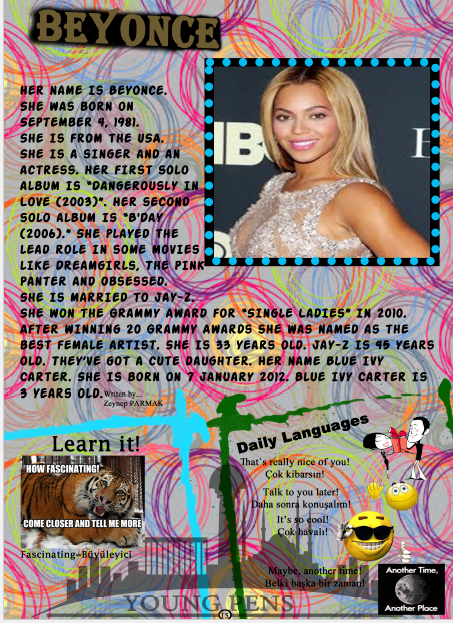 BEYONCE
HER NAME IS BEYONCE.
SHE WAS BORN ON
SEPTEMBER 4, 1981.
SHE IS FROM THE USA.
SHE IS A SINGER AND AN
ACTRESS. HER FIRST SOLO
ALBUM IS "DANGEROUSLY IN
LOVE (2003)". HER SECOND
SOLO ALBUM IS "B'DAY
(2006)." SHE PLAYED THE
LEAD ROLE IN SOME MOVIES
LIKE DREAMGIRLS, THE PINK
PANTER AND OBSESSED.
SHE IS MARRIED TO JAY-Z.
SHE WON THE GRAMMY AWARD FOR "SINGLE LADIES" IN 2010.
AFTER WINNING 20 GRAMMY AWARDS SHE WAS NAMED AS THE
BEST FEMALE ARTIST. SHE IS 33 YEARS OLD. JAY-Z IS 45 YEARS
OLD. THEY'VE GOT A CUTE DAUGHTER. HER NAME BLUE IVY
CARTER. SHE IS BORN ON 7 JANUARY 2012. BLUE IVY CARTER IS
3 YEARS OLD.
Writen by...
Zeynep PARMAK
Learn it!
HOW FASCINATING!
COME CLOSER AND TELL ME MORE
Fascinating=Büyüleyici
Daily Languages
That's really nice of you!
Çok kibarsın!
Talk to you later!
Daha sonra konuşalım!
It's so cool!
Çok havalı!
Maybe, another time!
Belki başka bir zaman!
Another Time,
Another Place
YOUNG PENS
15